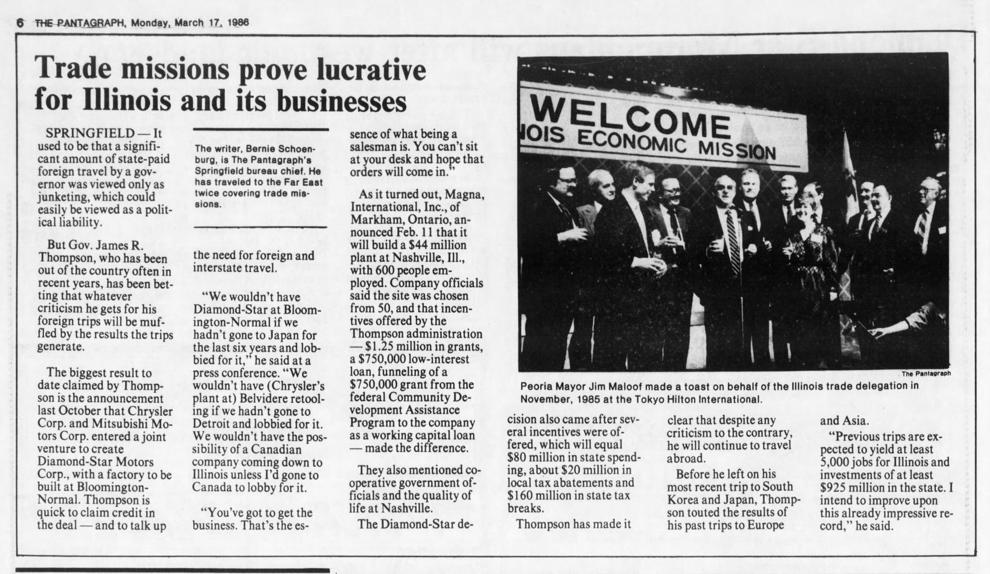 6 THE PANTAGRAPH, Monday, March 17, 1986
Trade missions prove lucrative
for Illinois and its businesses
SPRINGFIELD — It
used to be that a signifi-
cant amount of state-paid
foreign travel by a gov-
ernor was viewed only as
junketing, which could
easily be viewed as a polit-
ical liability.
But Gov. James R.
Thompson, who has been
out of the country often in
recent years, has been bet-
ting that whatever
criticism he gets for his
foreign trips will be muf-
fled by the results the trips
generate.
The biggest result to
date claimed by Thomp-
son is the announcement
last October that Chrysler
Corp. and Mitsubishi Mo-
tors Corp. entered a joint
venture to create
Diamond-Star Motors
Corp., with a factory to be
built at Bloomington-
Normal. Thompson is
quick to claim credit in
the deal — and to talk up
The writer, Bernie Schoen-
burg, is The Pantagraph's
Springfield bureau chief. He
has traveled to the Far East
twice covering trade mis-
sions.
the need for foreign and
interstate travel.
"We wouldn't have
Diamond-Star at Bloom-
ington-Normal if we
hadn't gone to Japan for
the last six years and lob-
bied for it," he said at a
press conference. "We
wouldn't have (Chrysler's
plant at) Belvidere retool-
ing if we hadn't gone to
Detroit and lobbied for it.
We wouldn't have the pos-
sibility of a Canadian
company coming down to
Illinois unless I'd gone to
Canada to lobby for it.
"You've got to get the
business. That's the es-
sence of what being a
salesman is. You can't sit
at your desk and hope that
orders will come in."
As it turned out, Magna,
International, Inc., of
Markham, Ontario, an-
nounced Feb. 11 that it
will build a $44 million
plant at Nashville, Ill.,
with 600 people em-
ployed. Company officials
said the site was chosen
from 50, and that incen-
tives offered by the
Thompson administration
— $1.25 million in grants,
a $750,000 low-interest
loan, funneling of a
$750,000 grant from the
federal Community De-
velopment Assistance
Program to the company
as a working capital loan
— made the difference.
They also mentioned co-
operative government of-
ficials and the quality of
life at Nashville.
The Diamond-Star de-
WELCOME
NOIS ECONOMIC MISSION
The Pantagraph
Peoria Mayor Jim Maloof made a toast on behalf of the Illinois trade delegation in
November, 1985 at the Tokyo Hilton International.
cision also came after sev-
eral incentives were of-
fered, which will equal
$80 million in state spend-
ing, about $20 million in
local tax abatements and
$160 million in state tax
breaks.
Thompson has made it
clear that despite any
criticism to the contrary,
he will continue to travel
abroad.
Before he left on his
most recent trip to South
Korea and Japan, Thomp-
son touted the results of
his past trips to Europe
and Asia.
"Previous trips are ex-
pected to yield at least
5,000 jobs for Illinois and
investments of at least
$925 million in the state. I
intend to improve upon
this already impressive re-
cord," he said.